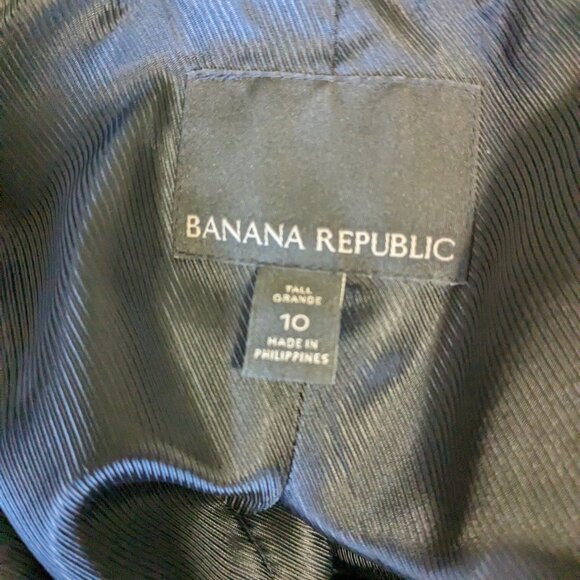 BANANA REPUBLIC
TALL
GRANDE
10
MADE IN
PHILIPPINES